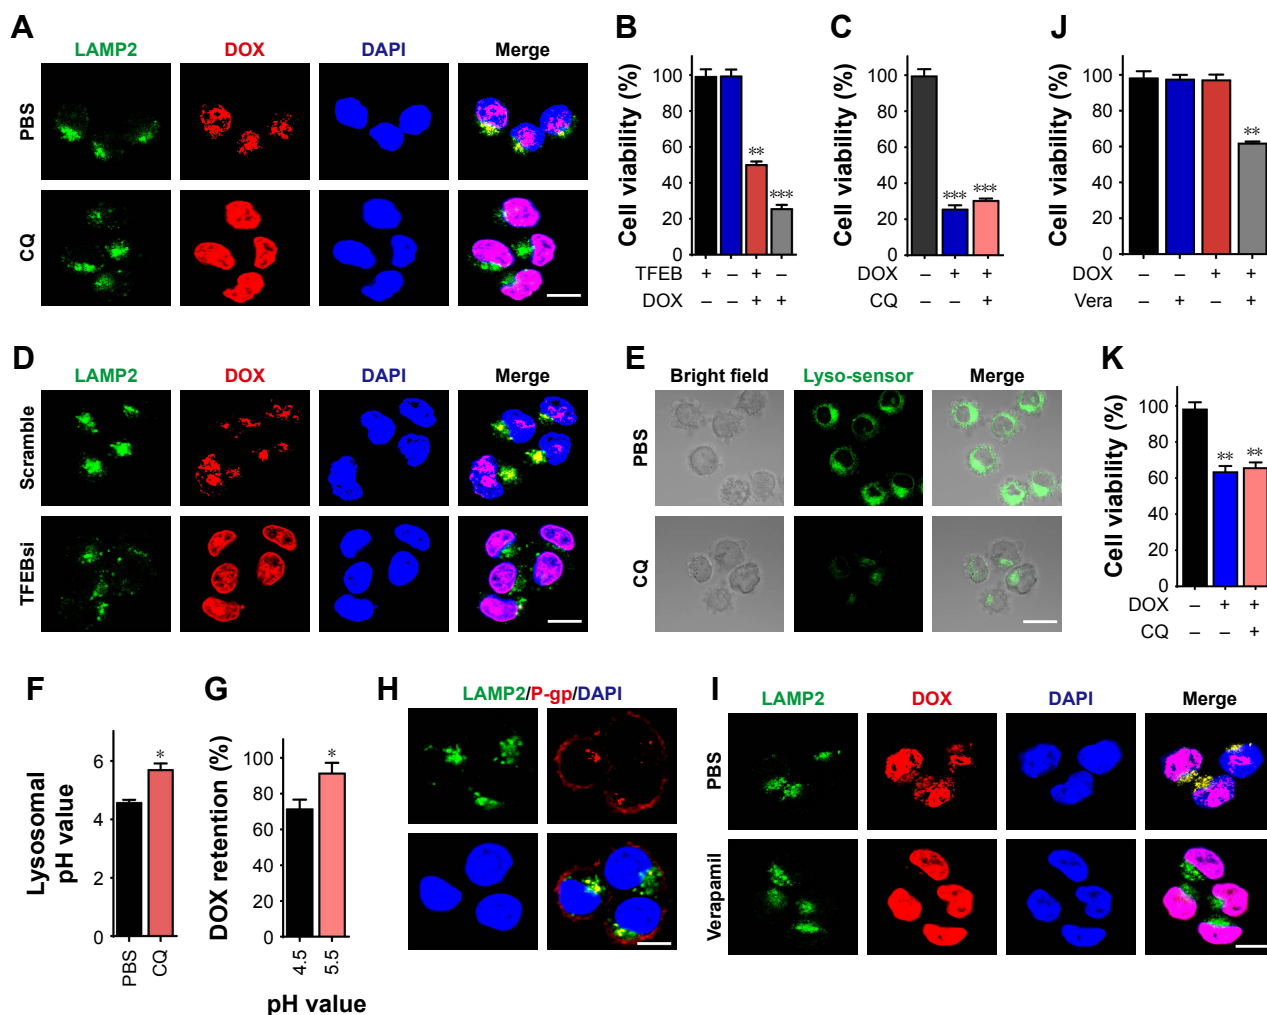 A
LAMP2 DOX DAPI Merge
PBS
CQ
B
Cell viability (%)
100
80
60
40
20
0
** ***
TFEB + – + –
DOX – – + +
C
Cell viability (%)
100
80
60
40
20
0
*** ***
DOX – + +
CQ – – +
J
Cell viability (%)
100
80
60
40
20
0
**
DOX – – + +
Vera – + – +
D
LAMP2 DOX DAPI Merge
Scramble
TFEBsi
E
Bright field Lyso-sensor Merge
PBS
CQ
K
Cell viability (%)
100
80
60
40
20
0
** **
DOX – + +
CQ – – +
F
Lysosomal
pH value
6
4
2
0
*
PBS CQ
G
DOX retention (%)
100
80
60
40
20
0
*
4.5 5.5
pH value
H
LAMP2/P-gp/DAPI
I
LAMP2 DOX DAPI Merge
PBS
Verapamil